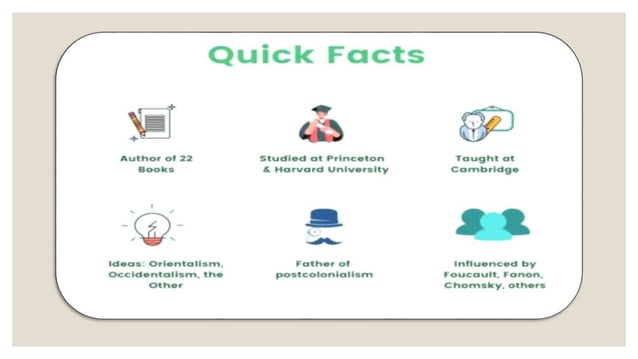 Quick Facts
Author of 22
Books
Studied at Princeton
& Harvard University
Taught at
Cambridge
Ideas: Orientalism,
Occidentalism, the
Other
Father of
postcolonialism
Influenced by
Foucault, Fanon,
Chomsky, others